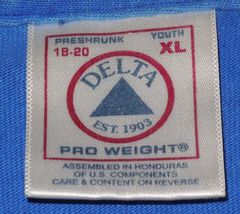 PRESHRUNK YOUTH
18-20 XL
DELTA
EST. 1903
PRO WEIGHT®
ASSEMBLED IN HONDURAS
OF U.S. COMPONENTS
CARE & CONTENT ON REVERSE